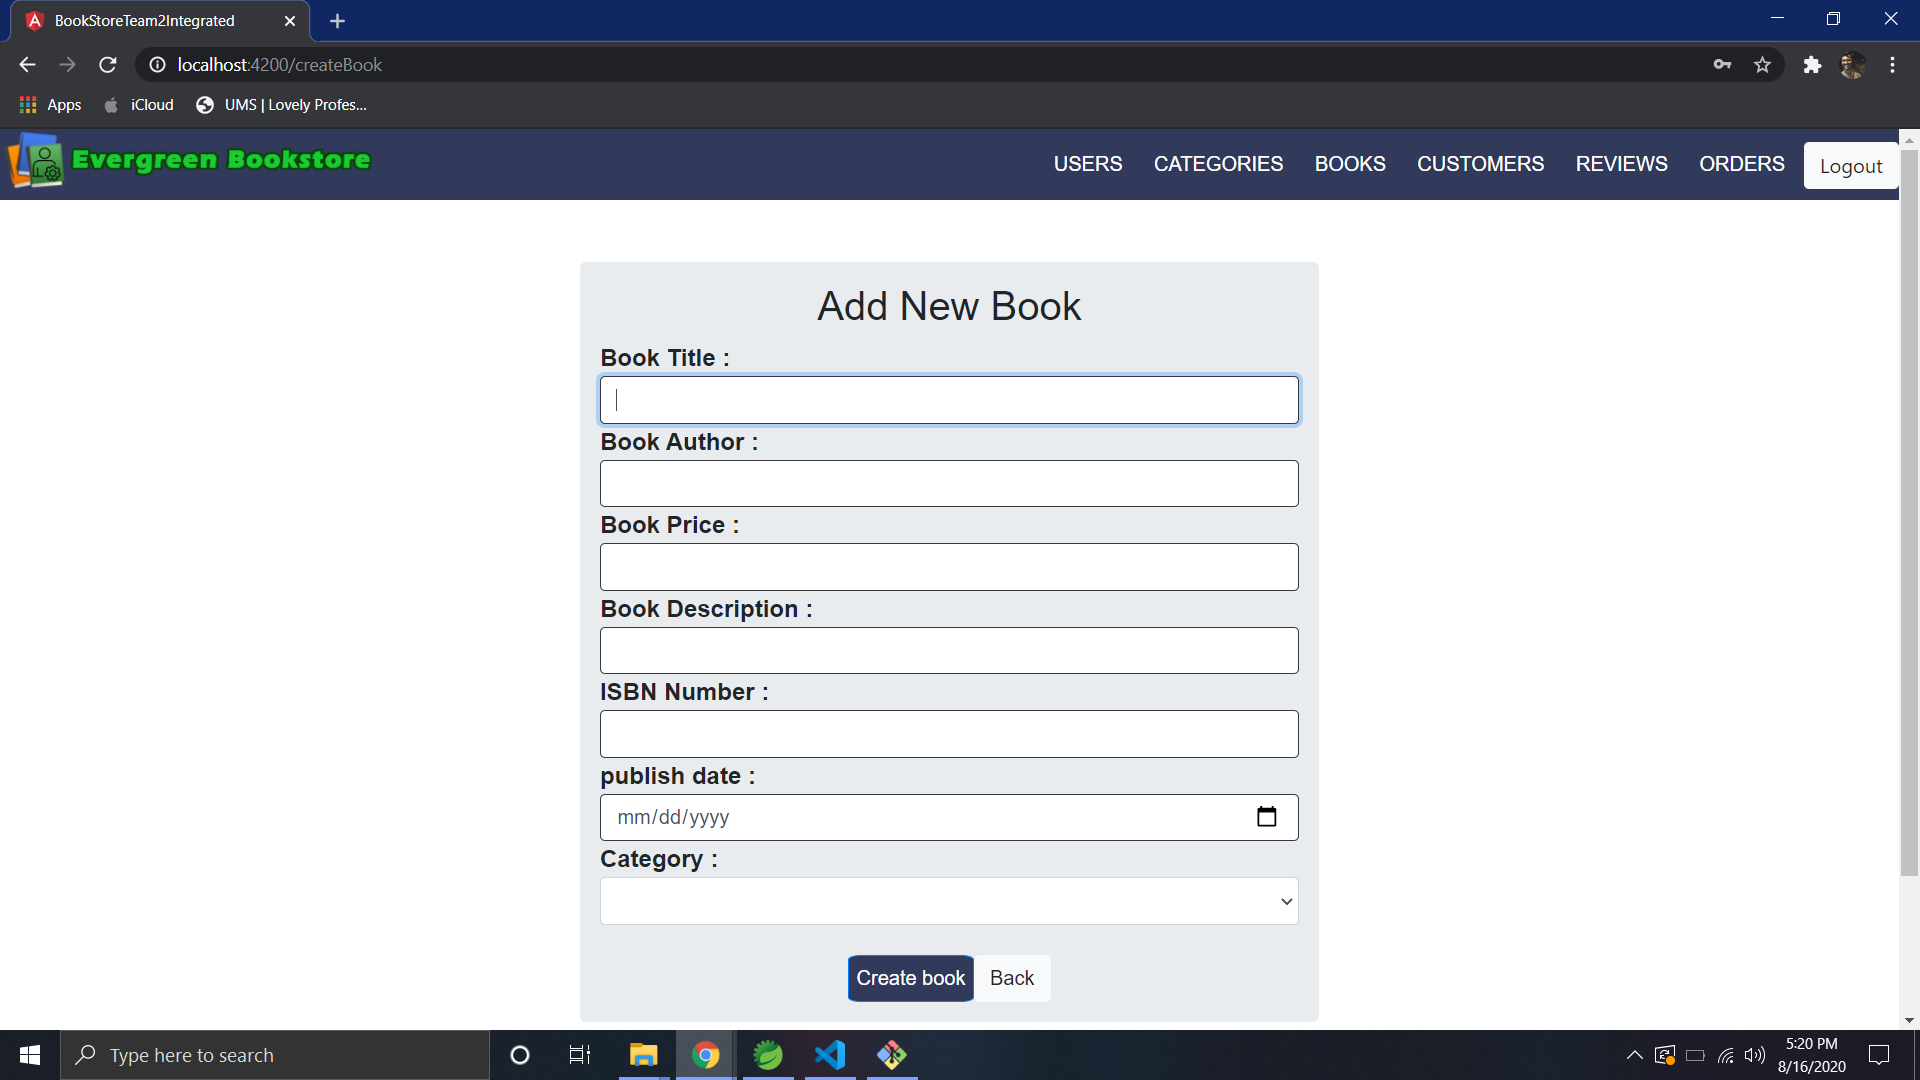 BookStoreTeam2Integrated
localhost:4200/createBook
Apps iCloud UMS | Lovely Profes...
Evergreen Bookstore USERS CATEGORIES BOOKS CUSTOMERS REVIEWS ORDERS Logout
Add New Book
Book Title :
Book Author :
Book Price :
Book Description :
ISBN Number :
publish date :
mm/dd/yyyy
Category :
Create book Back
Type here to search
5:20 PM
8/16/2020